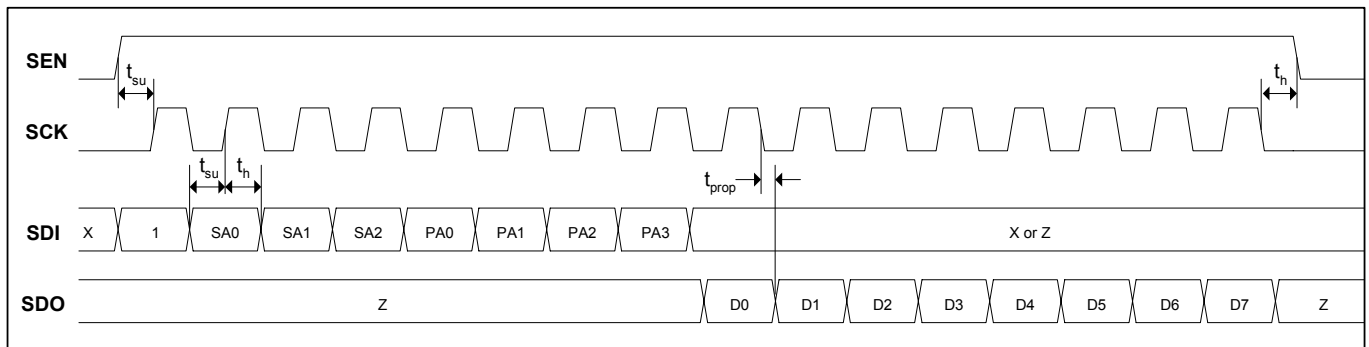 SEN
t_su
t_h
SCK
t_su t_h
t_prop
SDI X 1 SA0 SA1 SA2 PA0 PA1 PA2 PA3 X or Z
SDO Z D0 D1 D2 D3 D4 D5 D6 D7 Z